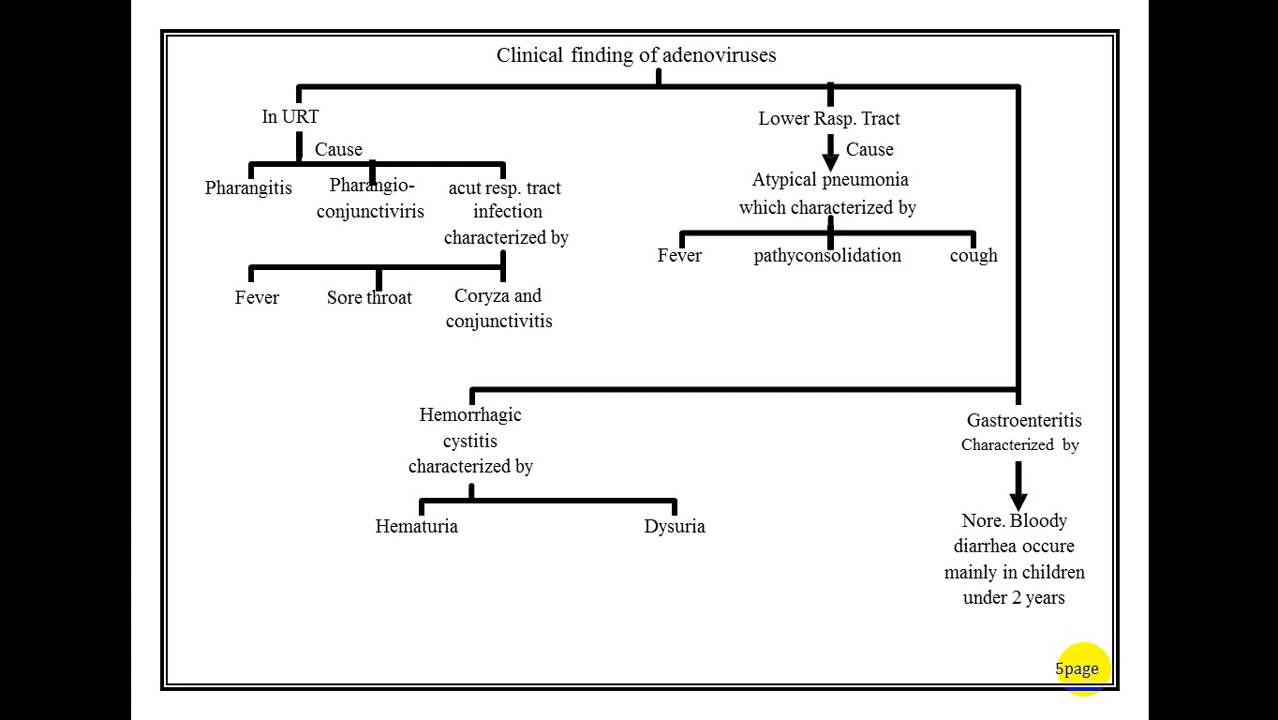 Clinical finding of adenoviruses
In URT
Lower Rasp. Tract
Cause
Cause
Pharangitis
Pharangio-
conjunctiviris
acut resp. tract
infection
characterized by
Atypical pneumonia
which characterized by
Fever
Sore throat
Coryza and
conjunctivitis
Fever
pathyconsolidation
cough
Hemorrhagic
cystitis
characterized by
Gastroenteritis
Characterized by
Hematuria
Dysuria
Nore. Bloody
diarrhea occure
mainly in children
under 2 years
5page